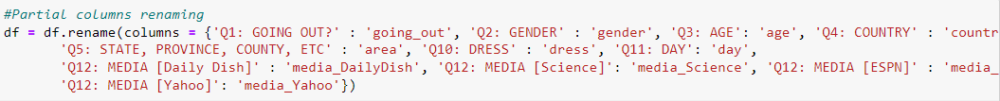 #Partial columns renaming
df = df.rename(columns = {'Q1: GOING OUT?' : 'going_out', 'Q2: GENDER' : 'gender', 'Q3: AGE': 'age', 'Q4: COUNTRY' : 'countr
'Q5: STATE, PROVINCE, COUNTY, ETC' : 'area', 'Q10: DRESS' : 'dress', 'Q11: DAY': 'day',
'Q12: MEDIA [Daily Dish]' : 'media_DailyDish', 'Q12: MEDIA [Science]': 'media_Science', 'Q12: MEDIA [ESPN]' : 'media_
'Q12: MEDIA [Yahoo]': 'media_Yahoo'})